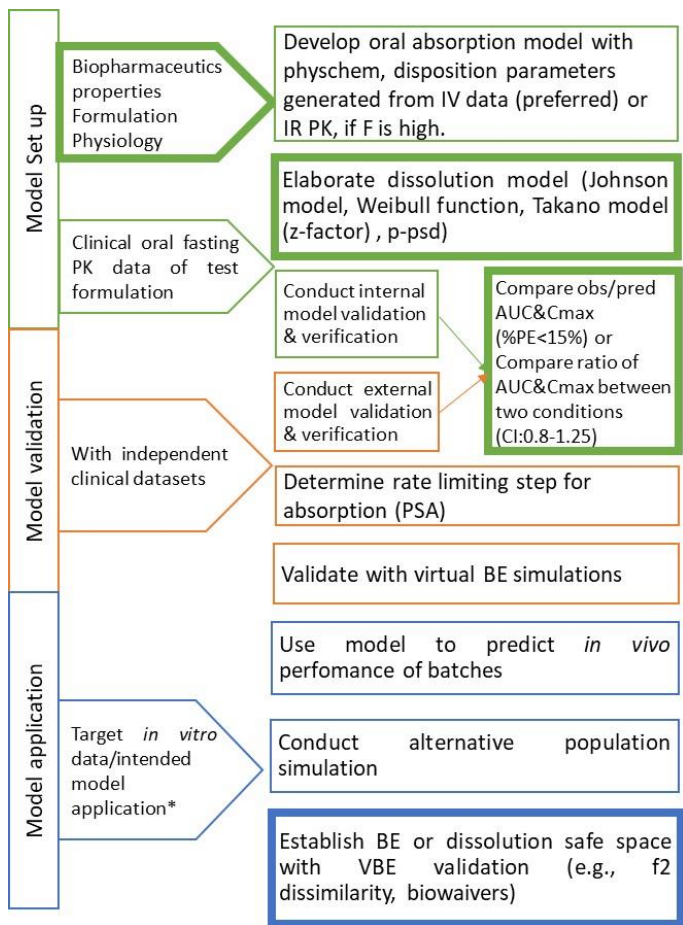 Model Set up
Biopharmaceutics
properties
Formulation
Physiology
Develop oral absorption model with
physchem, disposition parameters
generated from IV data (preferred) or
IR PK, if F is high.
Elaborate dissolution model (Johnson
model, Weibull function, Takano model
(z-factor) , p-psd)
Clinical oral fasting
PK data of test
formulation
Conduct internal
model validation
& verification
Compare obs/pred
AUC&Cmax
(%PE<15%) or
Compare ratio of
AUC&Cmax between
two conditions
(CI:0.8-1.25)
Model validation
Conduct external
model validation
& verification
With independent
clinical datasets
Determine rate limiting step for
absorption (PSA)
Validate with virtual BE simulations
Model application
Use model to predict in vivo
perfomance of batches
Target in vitro
data/intended
model
application*
Conduct alternative population
simulation
Establish BE or dissolution safe space
with VBE validation (e.g., f2
dissimilarity, biowaivers)